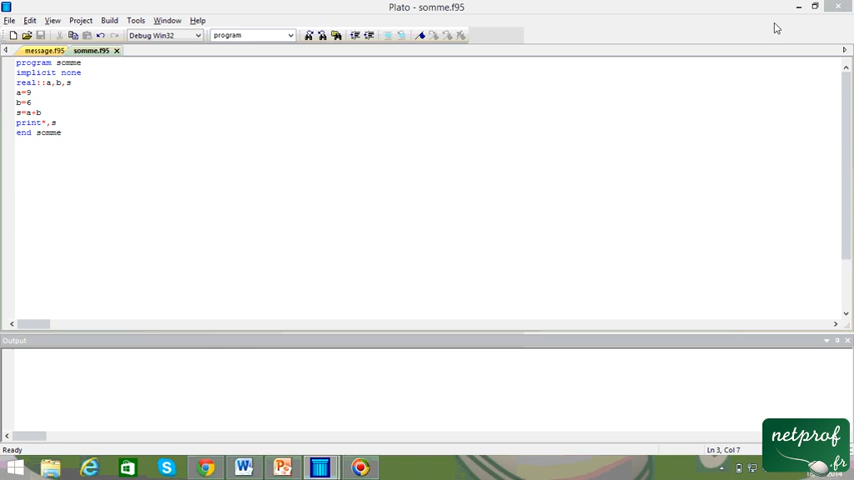 Plato - somme.f95
File Edit View Project Build Tools Window Help
Debug Win32 program
message.f95 somme.f95
program somme
implicit none
real::a,b,s
a=9
b=6
s=a+b
print*,s
end somme
Output
Ready Ln 3, Col 7
netprof
.fr